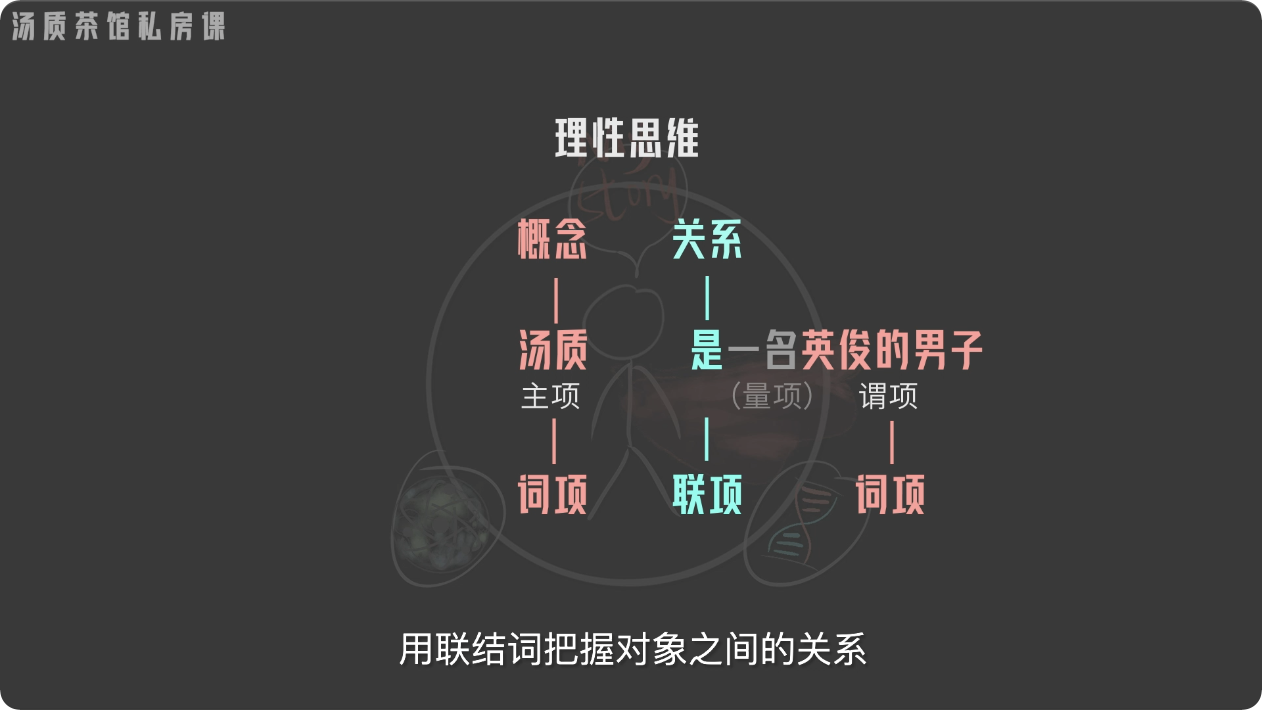 汤质茶馆私房课
理性思维
story
概念 关系
汤质 是一名英俊的男子
主项 （量项） 谓项
词项 联项 词项
用联结词把握对象之间的关系